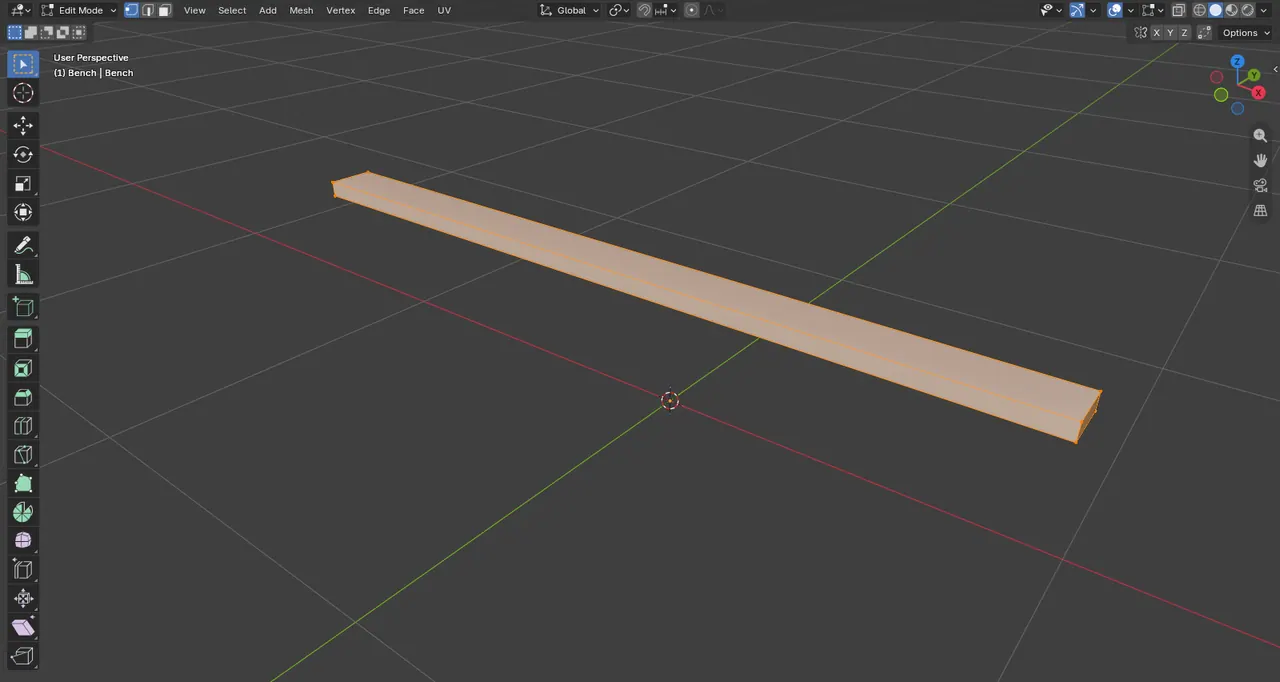 Edit Mode View Select Add Mesh Vertex Edge Face UV Global
X Y Z Options
User Perspective
(1) Bench | Bench
Z
Y
X